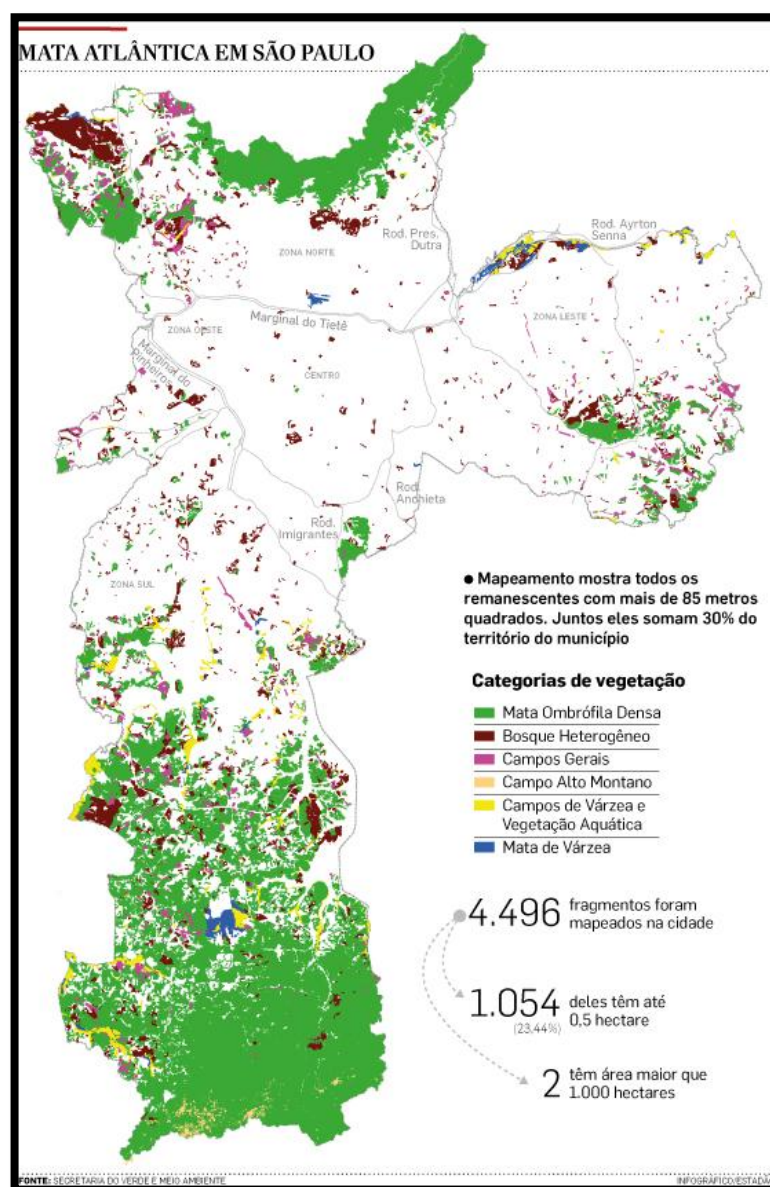 MATA ATLÂNTICA EM SÃO PAULO
Rod. Pres.
Dutra
Rod. Ayrton
Senna
ZONA NORTE
Marginal do Tietê
ZONA LESTE
ZONA OESTE
Marginal do
Pinheiros
CENTRO
Rod.
Anchieta
Rod.
Imigrantes
ZONA SUL
● Mapeamento mostra todos os
remanescentes com mais de 85 metros
quadrados. Juntos eles somam 30% do
território do município
Categorias de vegetação
Mata Ombrófila Densa
Bosque Heterogêneo
Campos Gerais
Campo Alto Montano
Campos de Várzea e
Vegetação Aquática
Mata de Várzea
4.496 fragmentos foram
mapeados na cidade
1.054 deles têm até
(23,44%) 0,5 hectare
2 têm área maior que
1.000 hectares
FONTE: SECRETARIA DO VERDE E MEIO AMBIENTE
INFOGRÁFICO/ESTADÃO